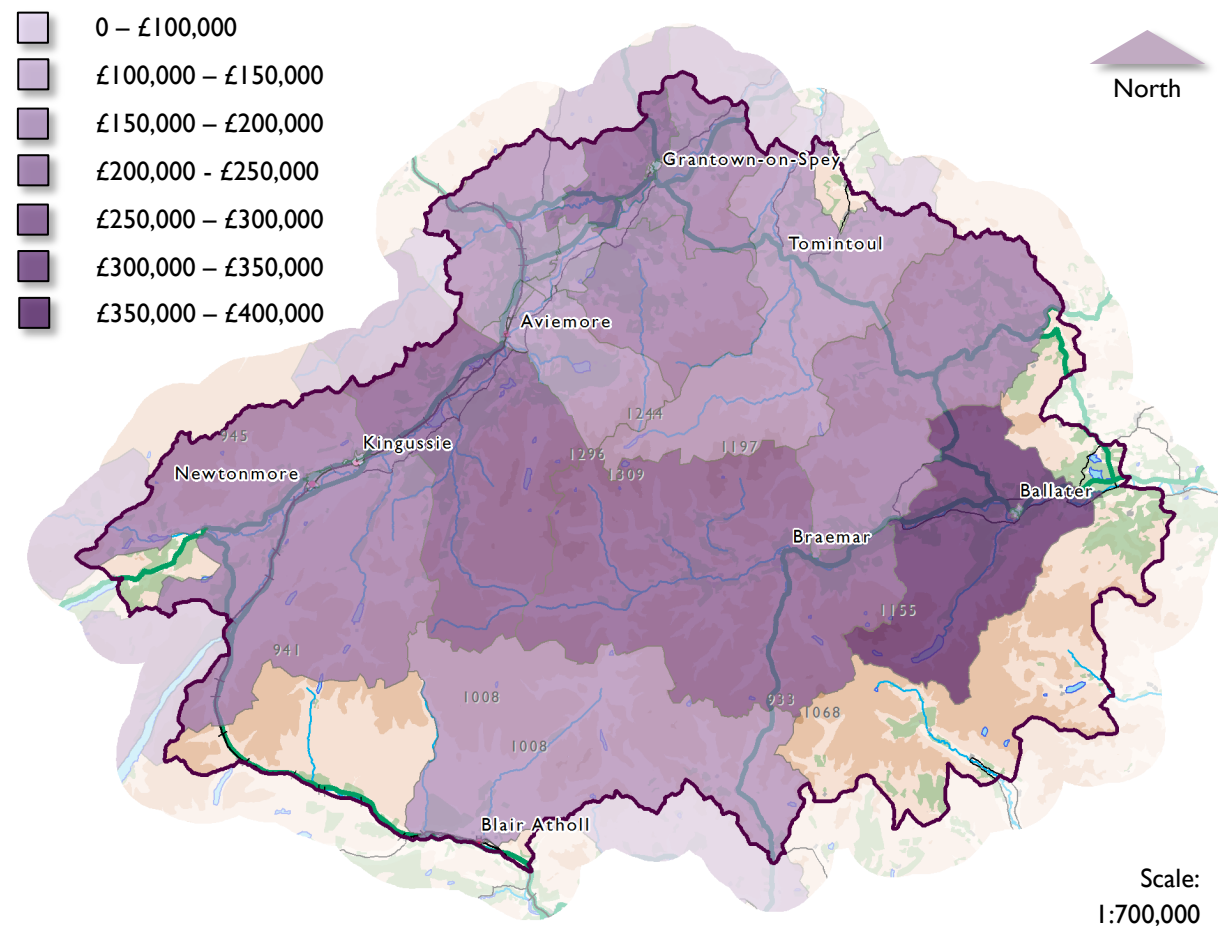 0 – £100,000
£100,000 – £150,000
£150,000 – £200,000
£200,000 - £250,000
£250,000 – £300,000
£300,000 – £350,000
£350,000 – £400,000
North
Grantown-on-Spey
Tomintoul
Aviemore
1244
945
Kingussie
1197
1296
1309
Newtonmore
Ballater
Braemar
1155
941
1008
933
1068
1008
Blair Atholl
Scale:
1:700,000